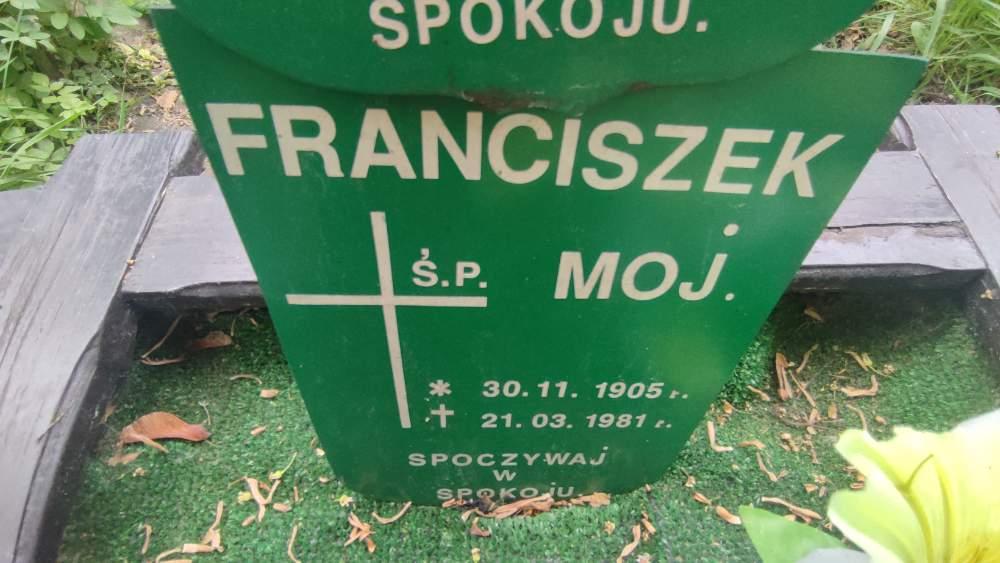 SPOKOJU.
FRANCISZEK
Ś.P. MOJ.
* 30.11.1905 r.
✝ 21.03.1981 r.
SPOCZYWAJ
W
SPOKOJU